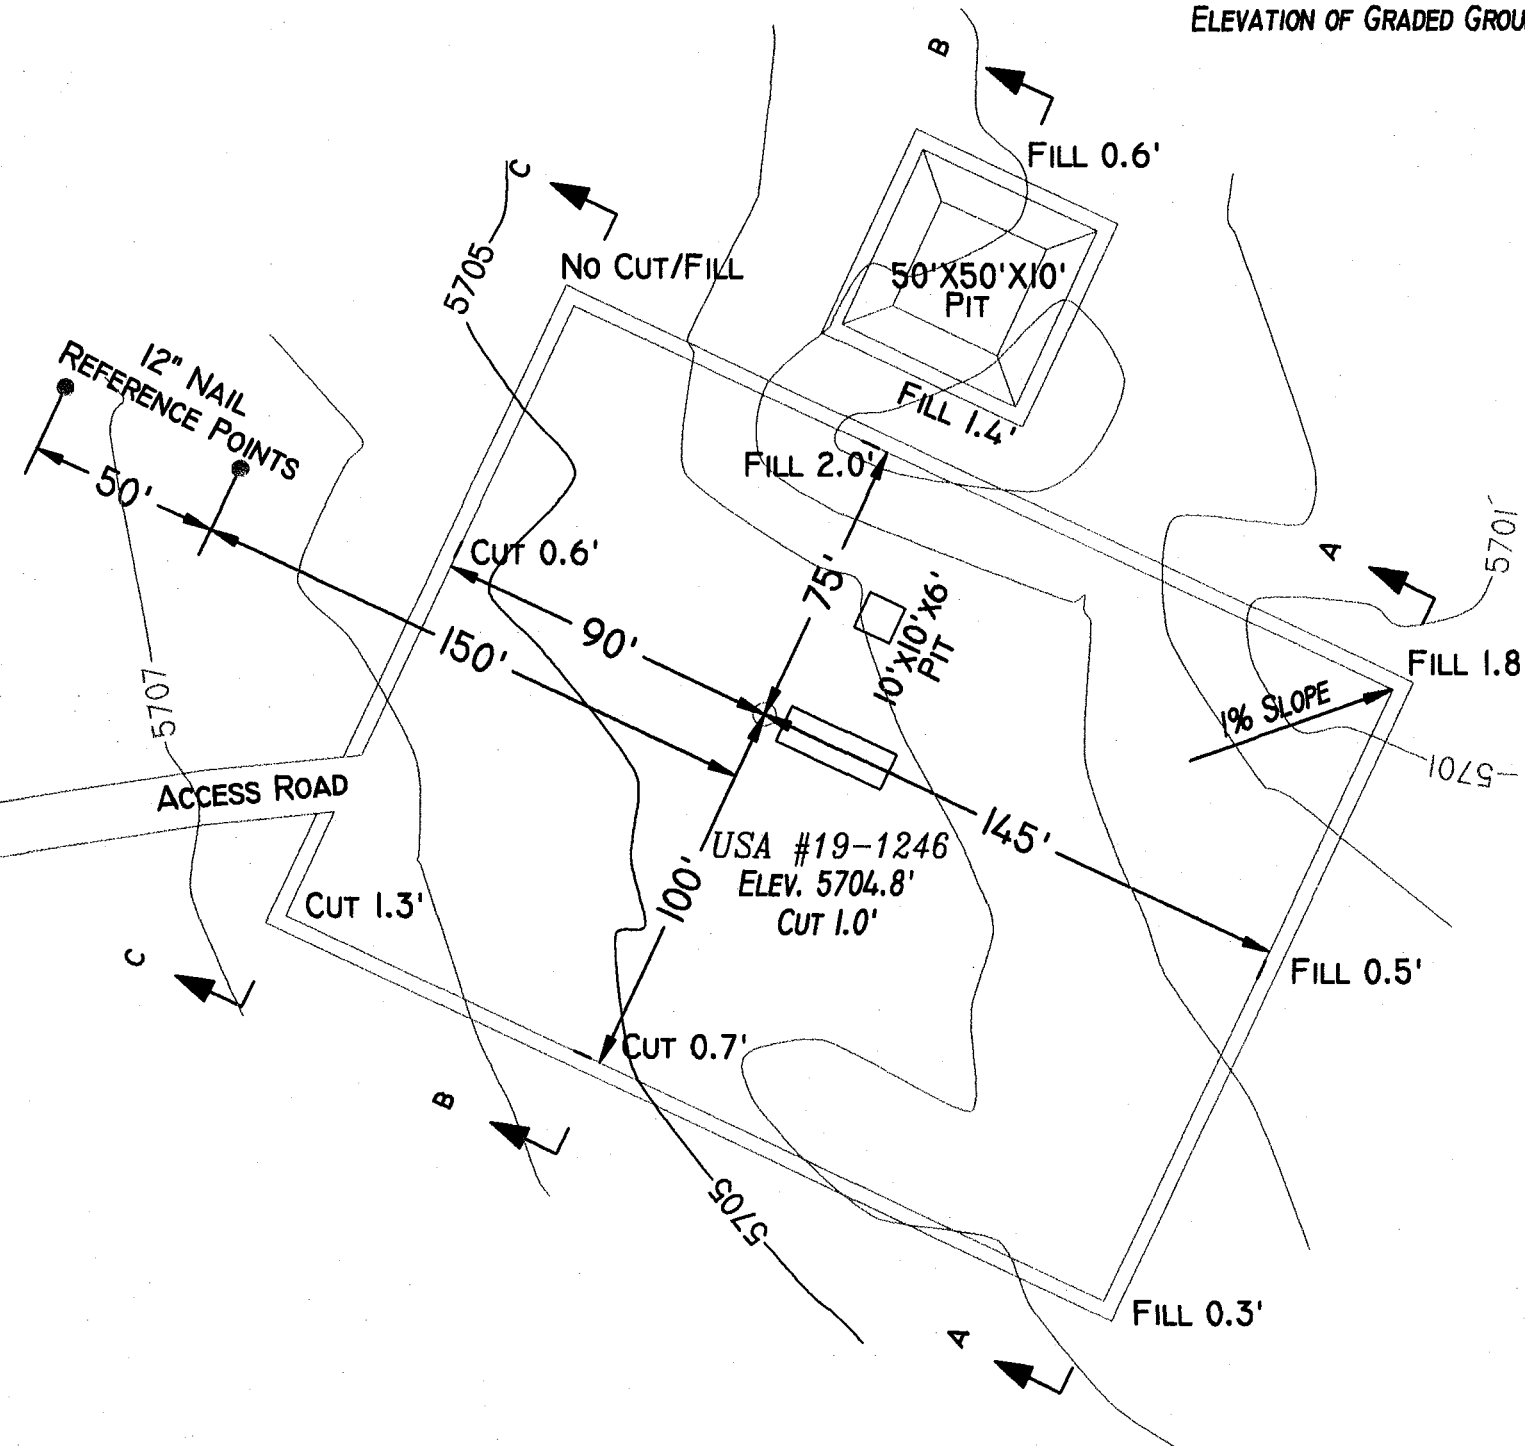 ELEVATION OF GRADED
B
FILL 0.6'
C
5705
NO CUT/FILL
50'X50'X10'
PIT
12" NAIL
REFERENCE POINTS
50'
FILL 1.4'
FILL 2.0'
CUT 0.6'
A
5701
75'
90'
150'
10'X10'X6'
PIT
FILL 1.8
1% SLOPE
5707
5701
ACCESS ROAD
145'
USA #19-1246
ELEV. 5704.8'
CUT 1.0'
100'
CUT 1.3'
C
FILL 0.5'
CUT 0.7'
B
5705
FILL 0.3'
A